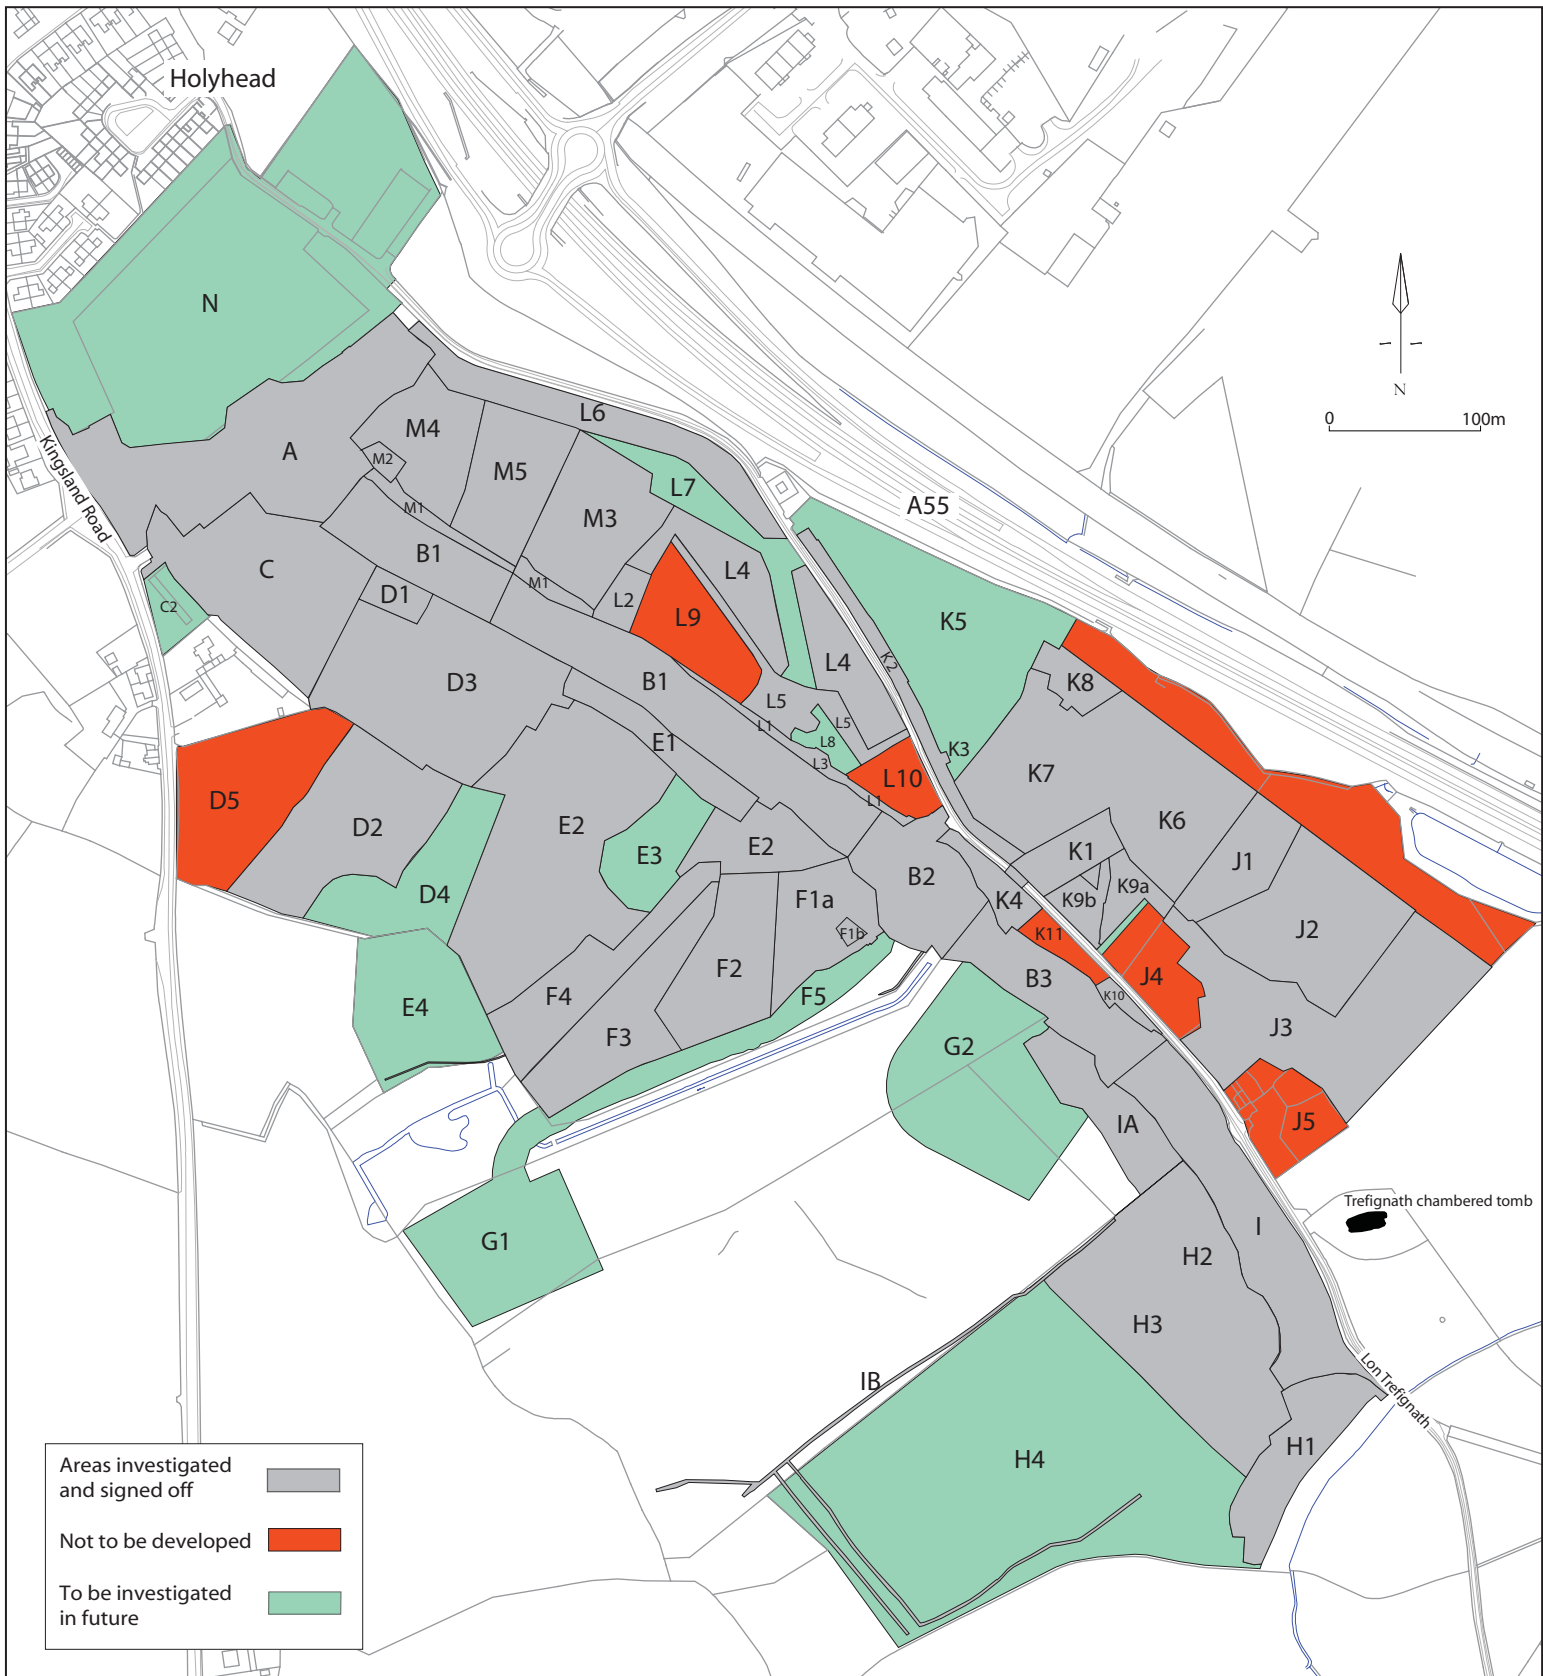 Holyhead
N
L6
M4
A
M2
M5
L7
Kingsland Road
M1
M3
A55
B1
C
L4
M1
D1
C2
L2
L9
K5
K2
L4
D3
B1
K8
L5
L1
L5
E1
L8
K3
L3
K7
L10
D5
L1
K6
D2
E2
E2
E3
K1
J1
B2
K9a
D4
F1a
K4
K9b
F1b
K11
J2
F2
J4
B3
F4
F5
K10
E4
J3
F3
G2
IA
J5
Trefignath chambered tomb
I
G1
H2
H3
IB
Lon Trefignath
H1
H4
N
0 100m
Areas investigated
and signed off
Not to be developed
To be investigated
in future